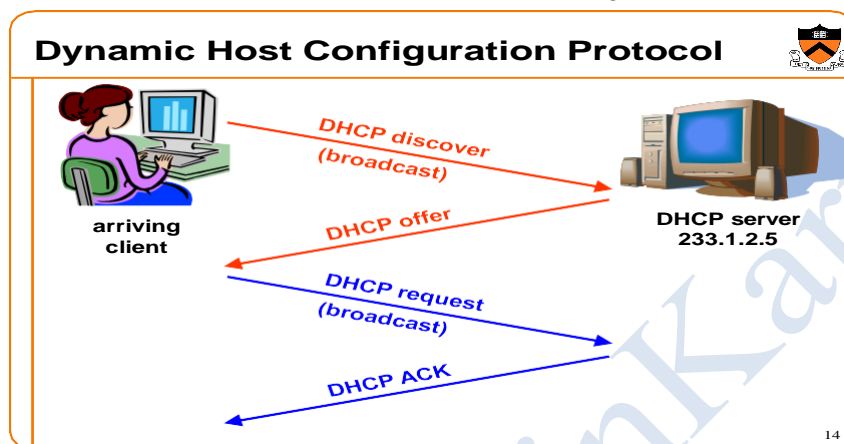 Dynamic Host Configuration Protocol
DHCP discover
(broadcast)
DHCP offer
arriving
client
DHCP server
233.1.2.5
DHCP request
(broadcast)
DHCP ACK
14